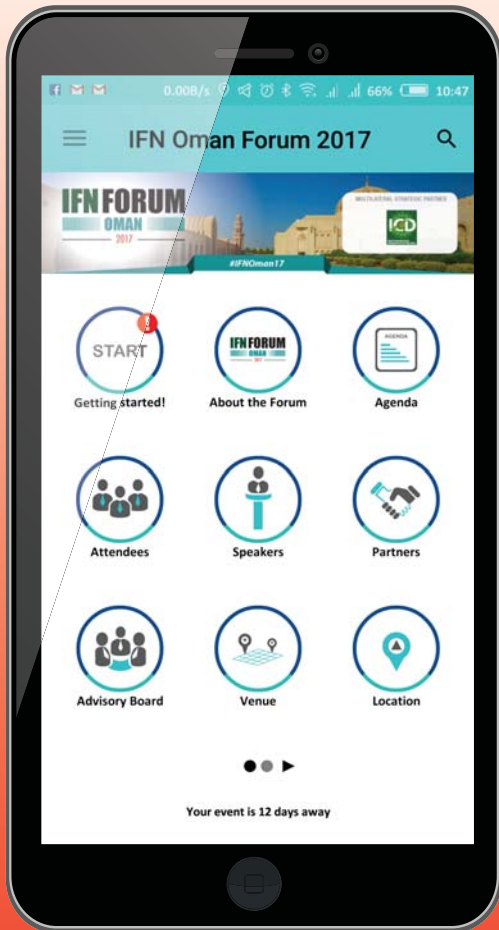 0.00B/s 66% 10:47
IFN Oman Forum 2017
IFN FORUM
OMAN
2017
MULTILATERAL STRATEGIC PARTNER
ICD
#IFNOman17
START
!
Getting started!
IFN FORUM
OMAN
2017
About the Forum
AGENDA
Agenda
Attendees
Speakers
Partners
Advisory Board
Venue
Location
Your event is 12 days away